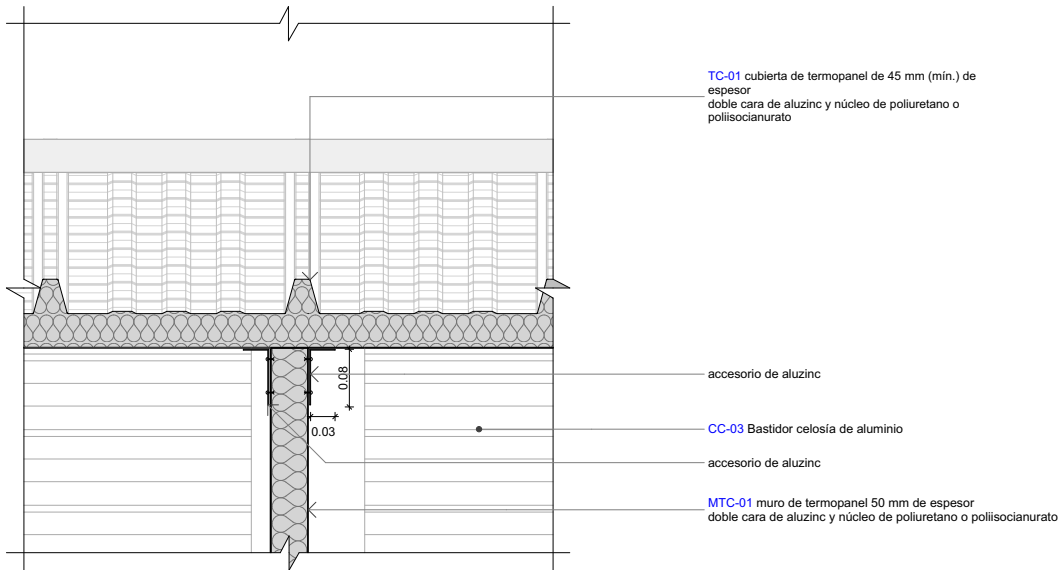 TC-01 cubierta de termopanel de 45 mm (mín.) de
espesor
doble cara de aluzinc y núcleo de poliuretano o
poliisocianurato
accesorio de aluzinc
0.08
0.03
CC-03 Bastidor celosía de aluminio
accesorio de aluzinc
MTC-01 muro de termopanel 50 mm de espesor
doble cara de aluzinc y núcleo de poliuretano o poliisocianurato